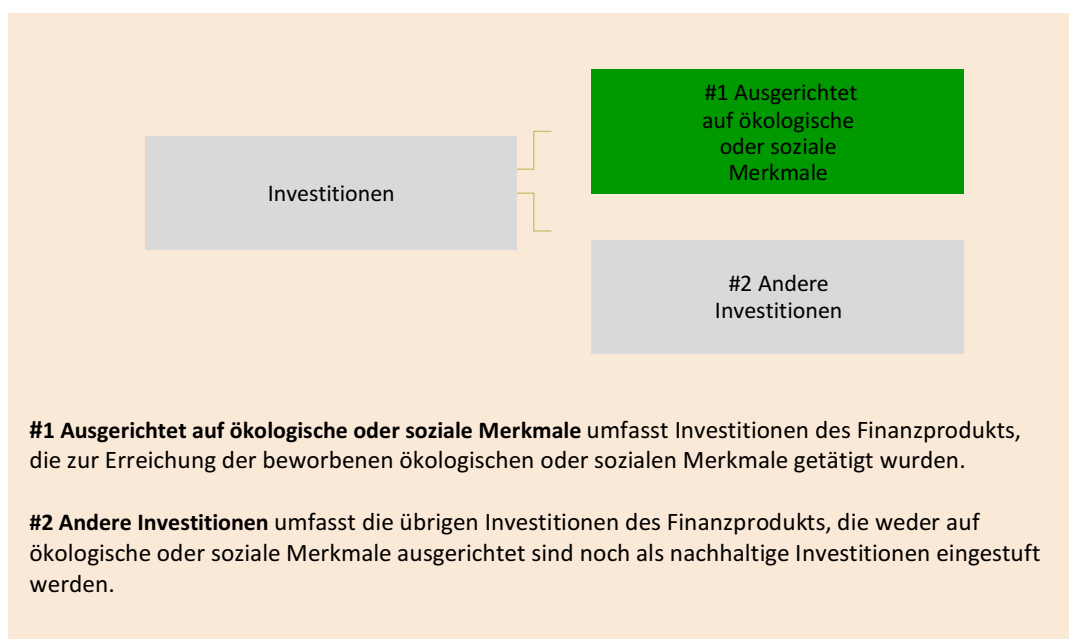 #1 Ausgerichtet
auf ökologische
oder soziale
Merkmale
Investitionen
#2 Andere
Investitionen
#1 Ausgerichtet auf ökologische oder soziale Merkmale umfasst Investitionen des Finanzprodukts,
die zur Erreichung der beworbenen ökologischen oder sozialen Merkmale getätigt wurden.
#2 Andere Investitionen umfasst die übrigen Investitionen des Finanzprodukts, die weder auf
ökologische oder soziale Merkmale ausgerichtet sind noch als nachhaltige Investitionen eingestuft
werden.